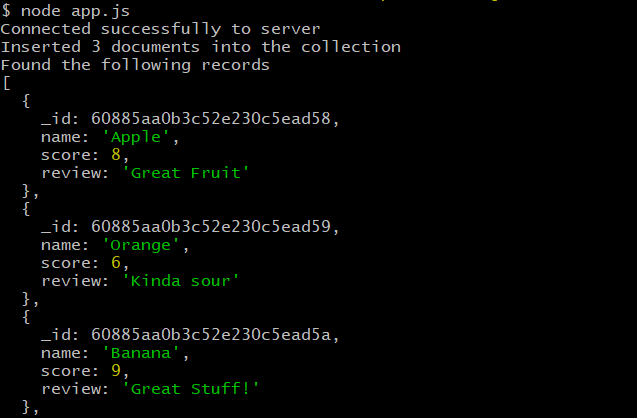 $ node app.js
Connected successfully to server
Inserted 3 documents into the collection
Found the following records
[
  {
    _id: 60885aa0b3c52e230c5ead58,
    name: 'Apple',
    score: 8,
    review: 'Great Fruit'
  },
  {
    _id: 60885aa0b3c52e230c5ead59,
    name: 'Orange',
    score: 6,
    review: 'Kinda sour'
  },
  {
    _id: 60885aa0b3c52e230c5ead5a,
    name: 'Banana',
    score: 9,
    review: 'Great Stuff!'
  },